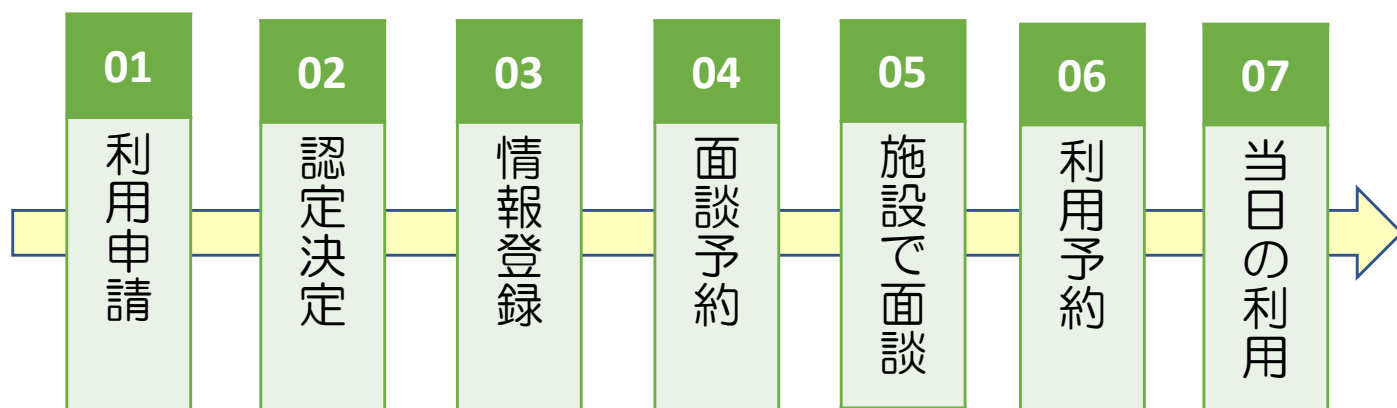 01
利用申請
02
認定決定
03
情報登録
04
面談予約
05
施設で面談
06
利用予約
07
当日の利用